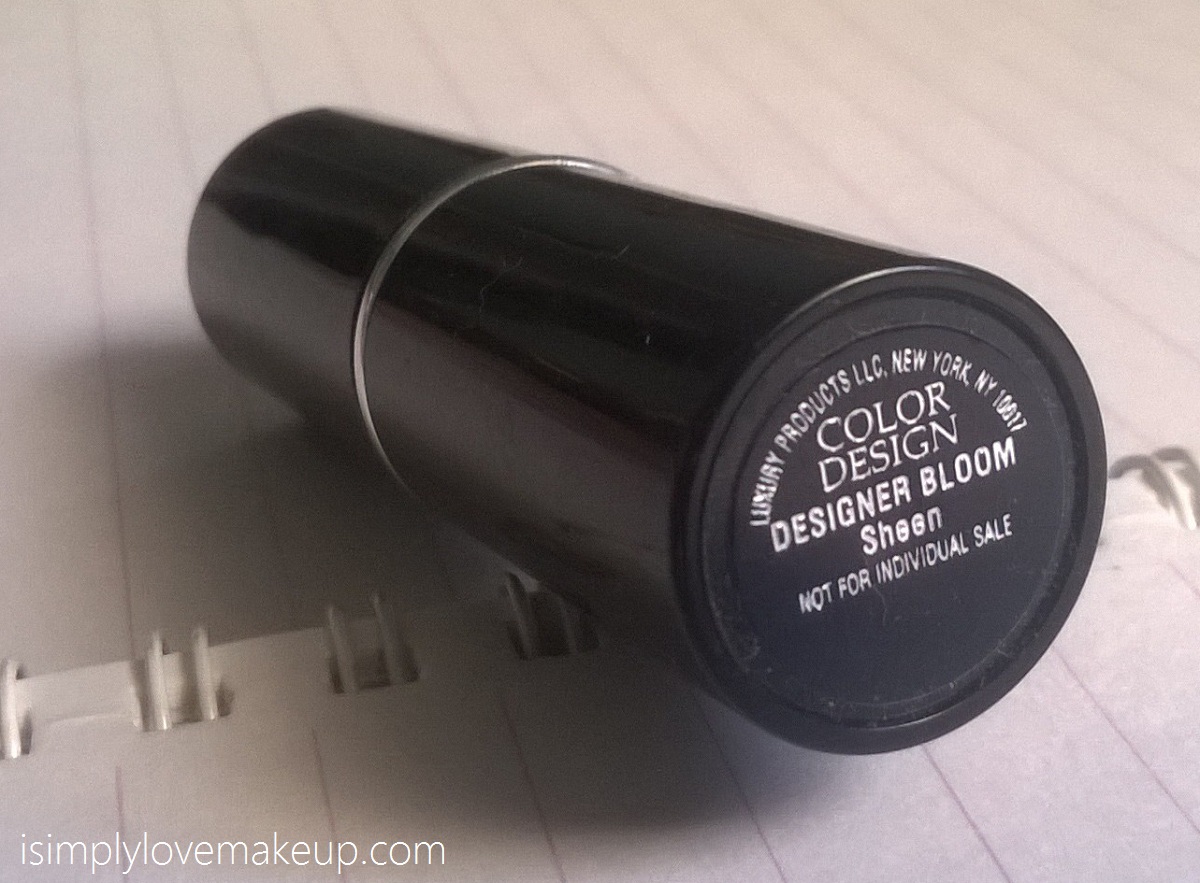 LUXURY PRODUCTS LLC, NEW YORK, NY 10017
COLOR
DESIGN
DESIGNER BLOOM
Sheen
NOT FOR INDIVIDUAL SALE
isimplylovemakeup.com